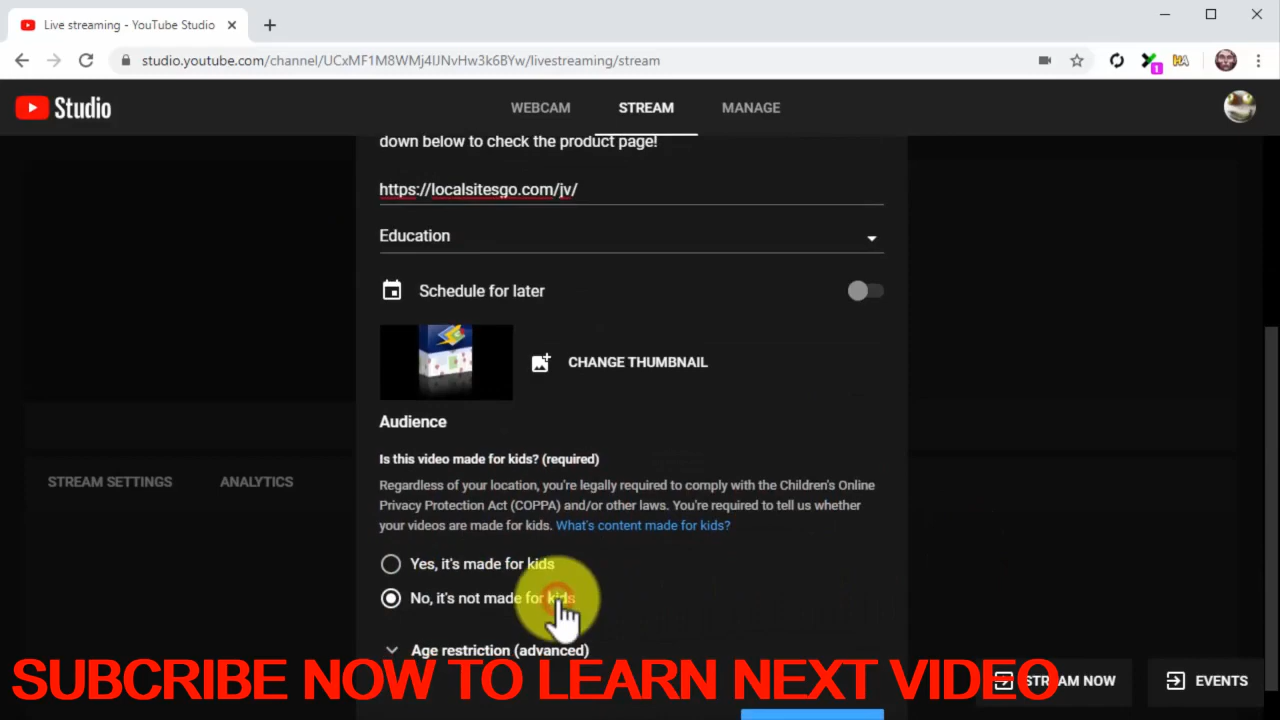 Live streaming - YouTube Studio
studio.youtube.com/channel/UCxMF1M8WMj4IJNvHw3k6BYw/livestreaming/stream
1
Studio
WEBCAM
STREAM
MANAGE
down below to check the product page!
https://localsitesgo.com/jv/
Education
Schedule for later
CHANGE THUMBNAIL
Audience
Is this video made for kids? (required)
Regardless of your location, you're legally required to comply with the Children's Online
Privacy Protection Act (COPPA) and/or other laws. You're required to tell us whether
your videos are made for kids. What's content made for kids?
STREAM SETTINGS
ANALYTICS
Yes, it's made for kids
No, it's not made for kids
Age restriction (advanced)
SUBCRIBE NOW TO LEARN NEXT VIDEO
STREAM NOW
EVENTS